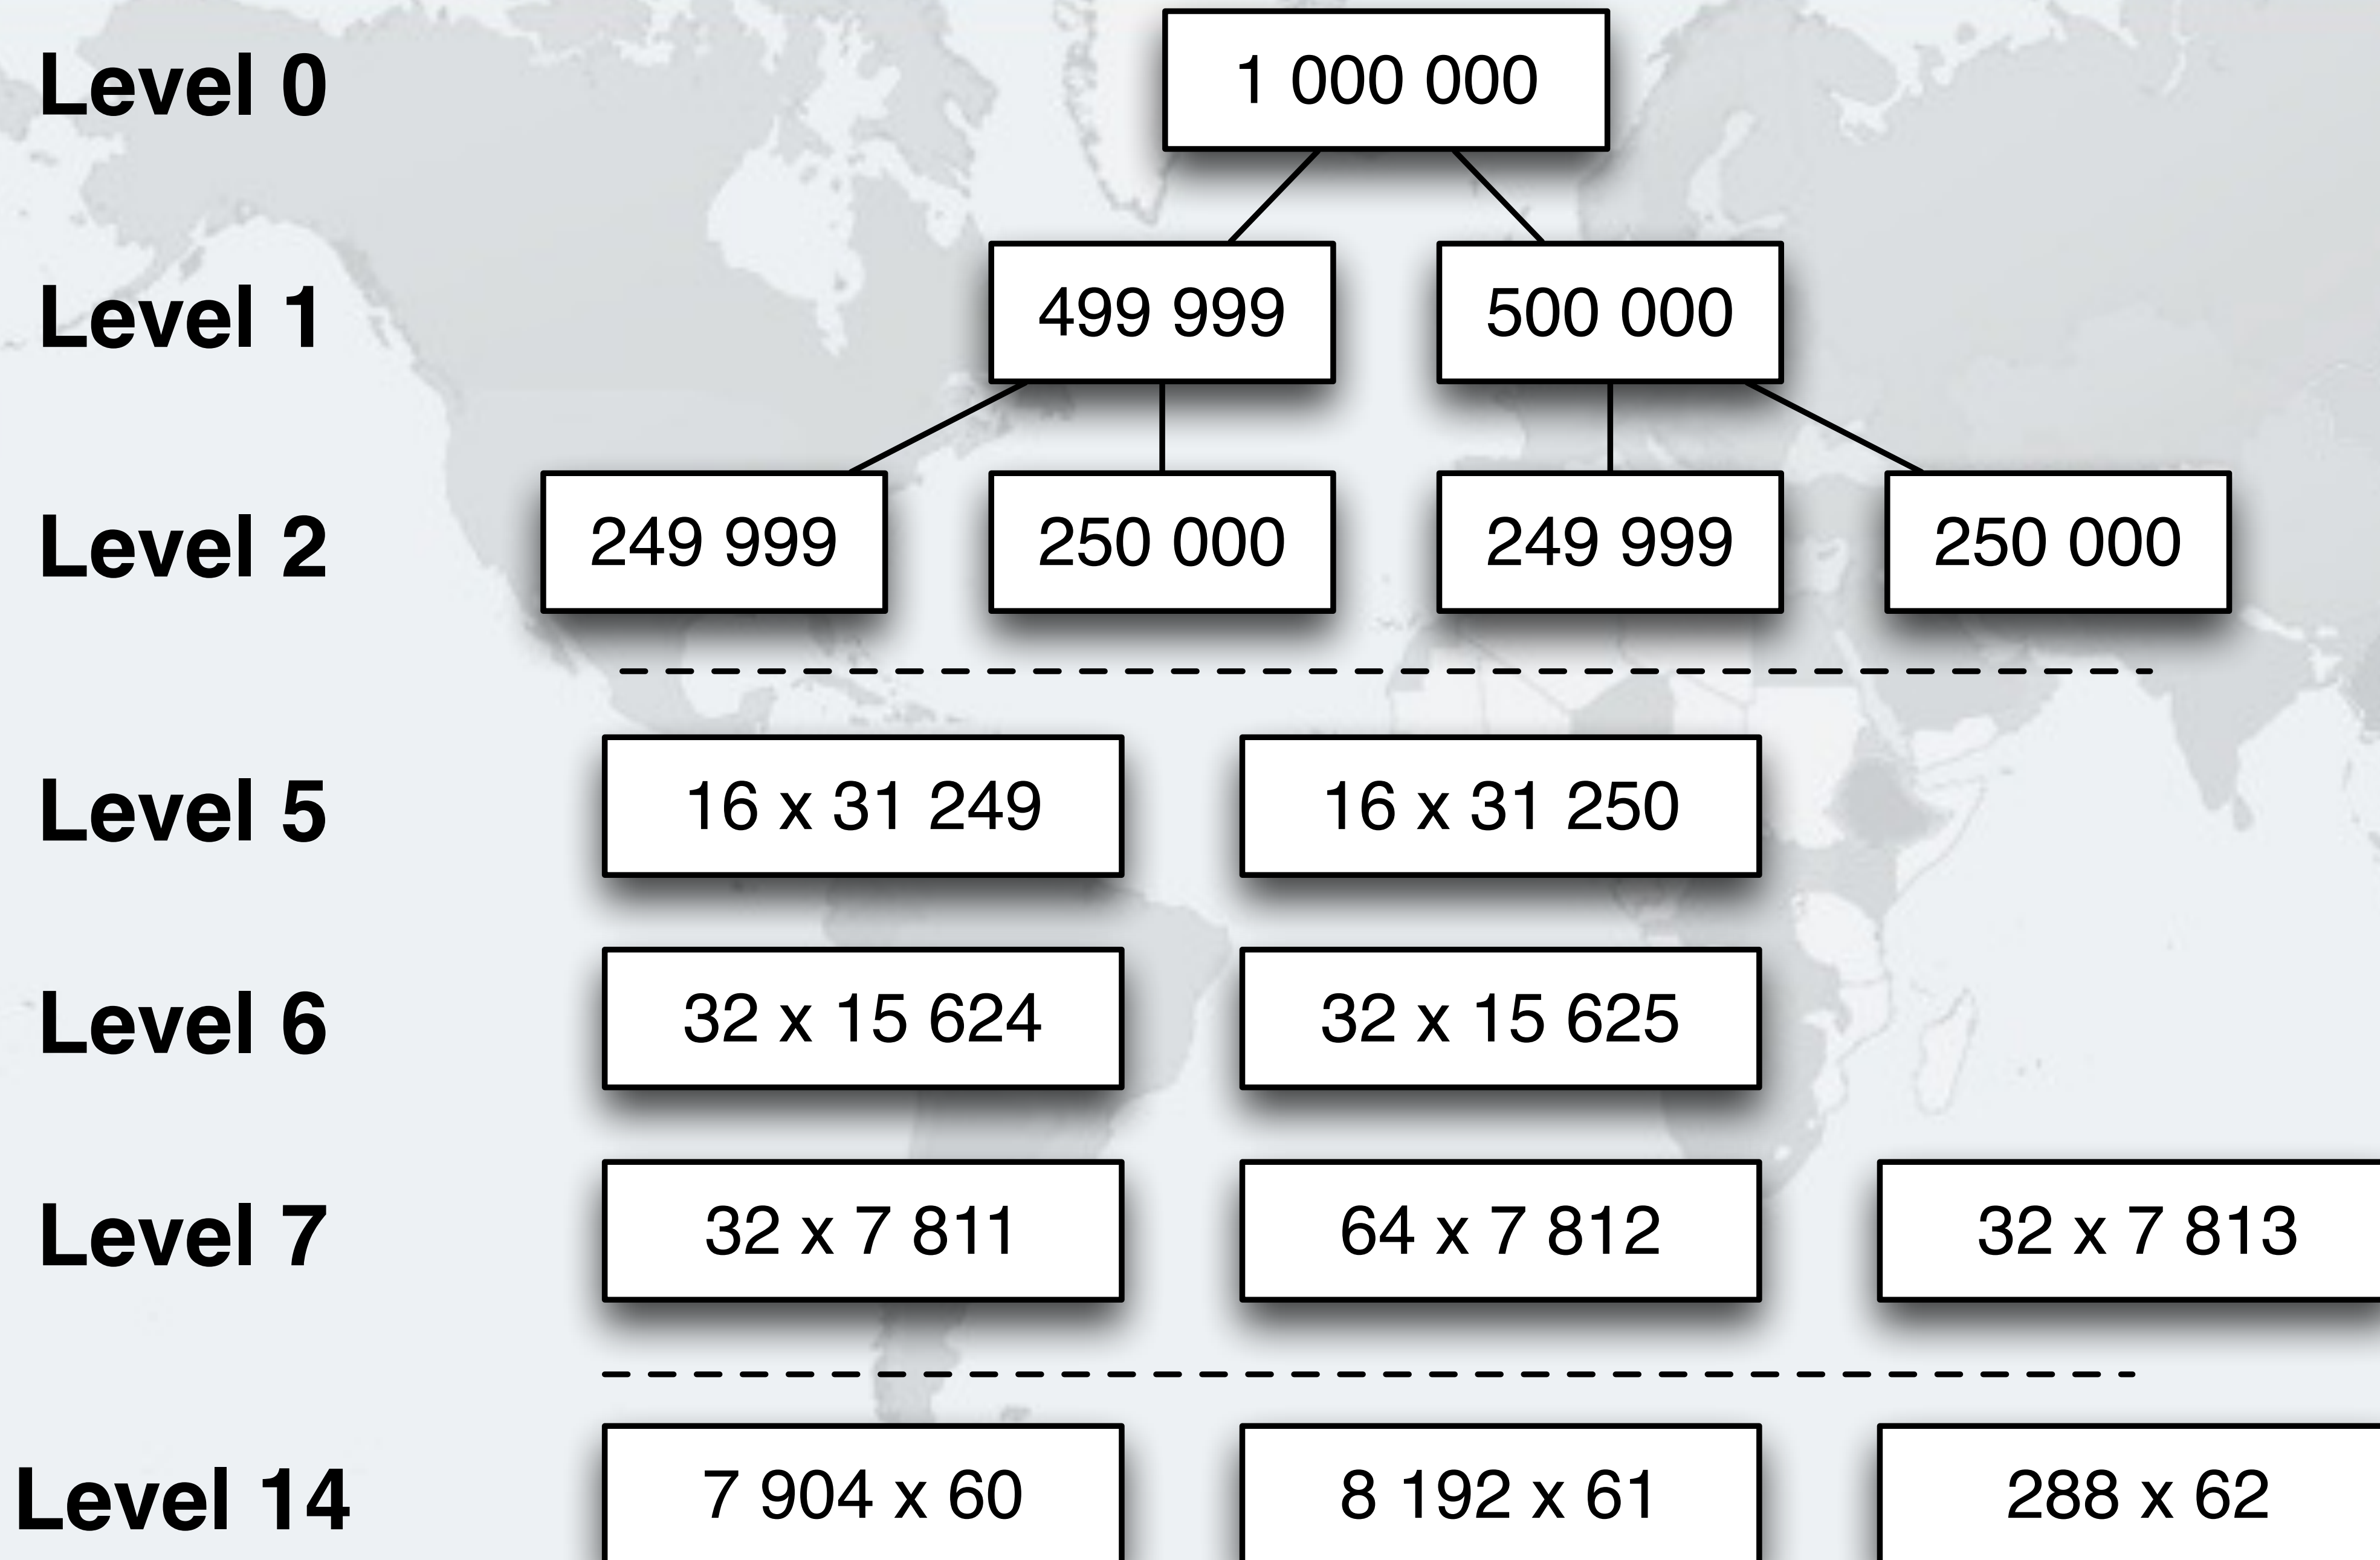 Level 0
1 000 000
Level 1
499 999 500 000
Level 2
249 999 250 000 249 999 250 000
Level 5
16 x 31 249 16 x 31 250
Level 6
32 x 15 624 32 x 15 625
Level 7
32 x 7 811 64 x 7 812 32 x 7 813
Level 14
7 904 x 60 8 192 x 61 288 x 62